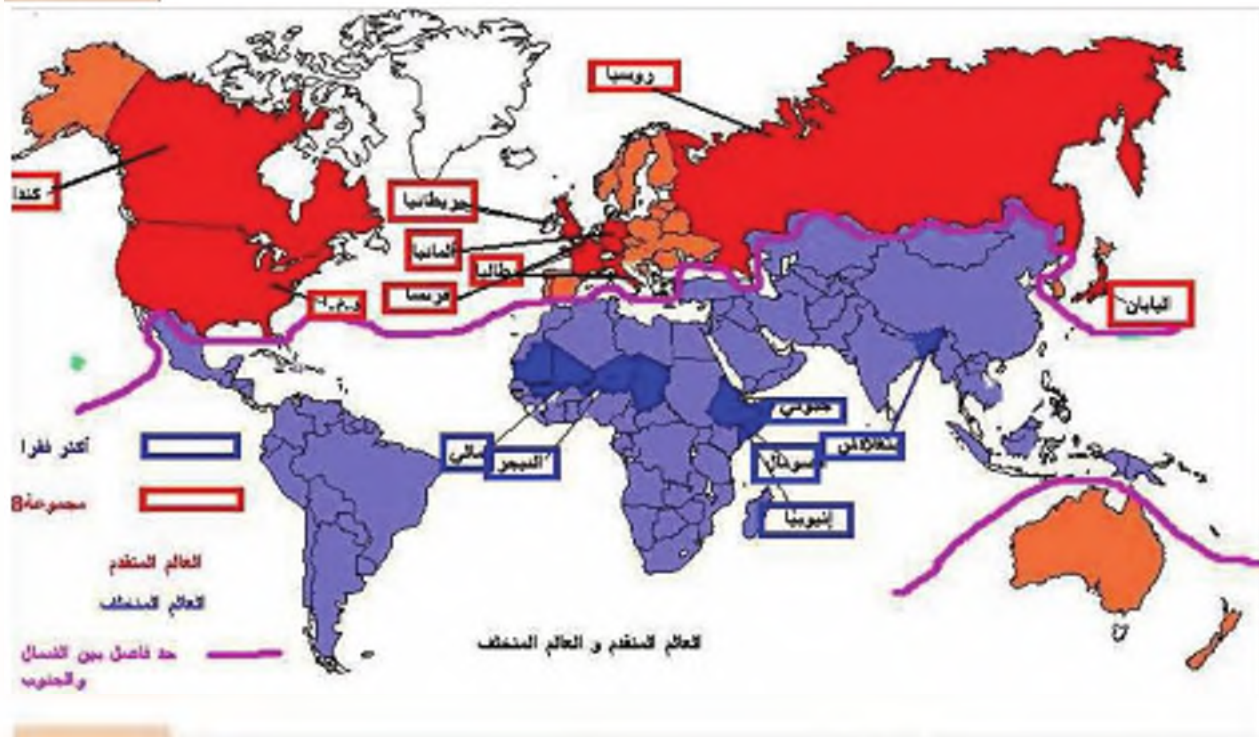 روسيا
كندا
بريطانيا
ألمانيا
إيطاليا
فرنسا
و.م.أ
اليابان
جيبوتي
مالي
النيجر
الصومال
بنغلادش
إثيوبيا
أكثر فقرا
مجموعة8
العالم المتقدم
العالم المتخلف
العالم المتقدم و العالم المتخلف
حد فاصل بين الشمال
والجنوب